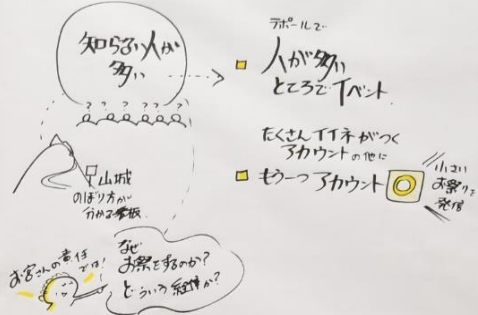 知らない人が
多い
? ? ? ? ? ?
ラポールで
人が多い
ところでイベント
たくさんイイネがつく
アカウントの他に
もう一つアカウント
小さい
お祭りを
発信
山城
のぼり方が
分かる看板
お宮さんの責任
では!
なぜ
お祭をするのか?
どういう経緯か?